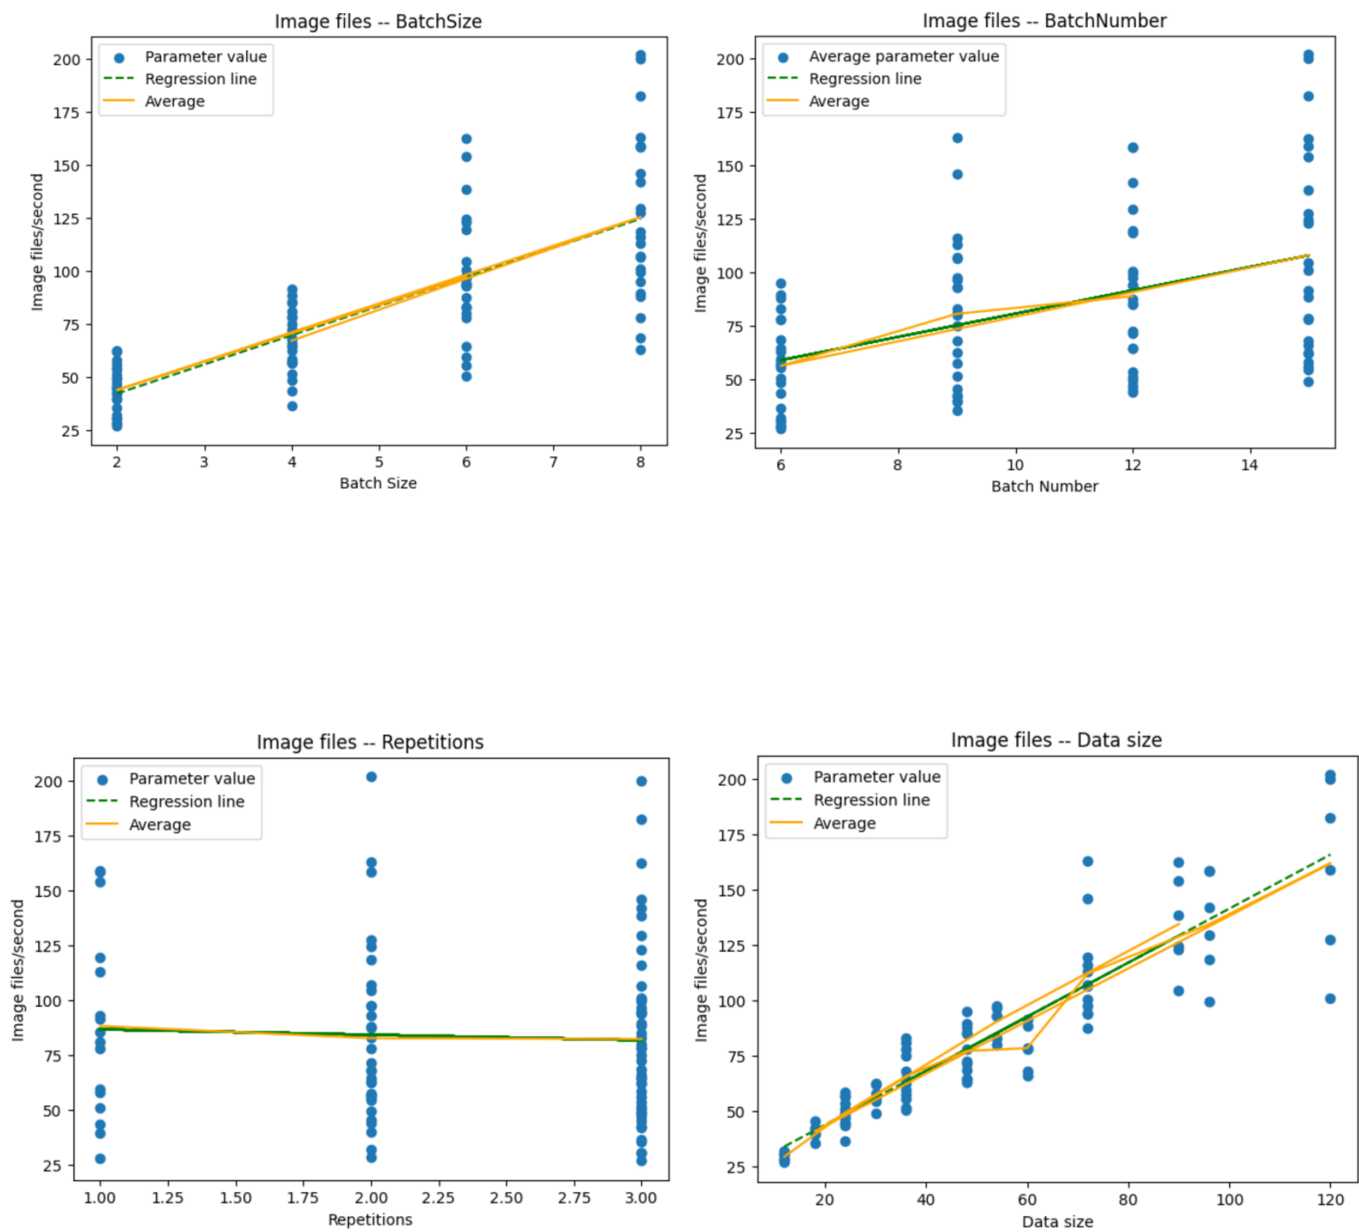 Image files -- BatchSize
Parameter value
Regression line
Average
200
175
150
125
100
75
50
25
Image files/second
2 3 4 5 6 7 8
Batch Size
Image files -- BatchNumber
Average parameter value
Regression line
Average
200
175
150
125
100
75
50
25
Image files/second
6 8 10 12 14
Batch Number
Image files -- Repetitions
Parameter value
Regression line
Average
200
175
150
125
100
75
50
25
Image files/second
1.00 1.25 1.50 1.75 2.00 2.25 2.50 2.75 3.00
Repetitions
Image files -- Data size
Parameter value
Regression line
Average
200
175
150
125
100
75
50
25
Image files/second
20 40 60 80 100 120
Data size